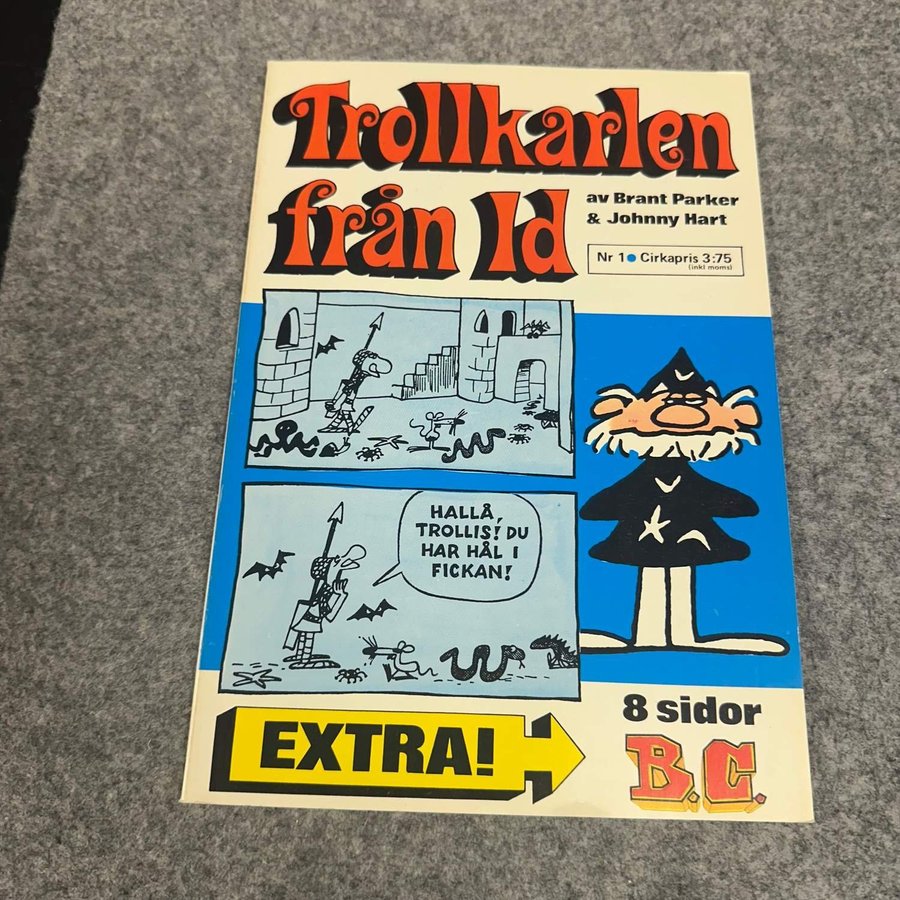 Trollkarlen
från Id
av Brant Parker
& Johnny Hart
Nr 1 • Cirkapris 3:75
(inkl moms)
HALLÅ,
TROLLIS! DU
HAR HÅL I
FICKAN!
EXTRA!
8 sidor
B.C.